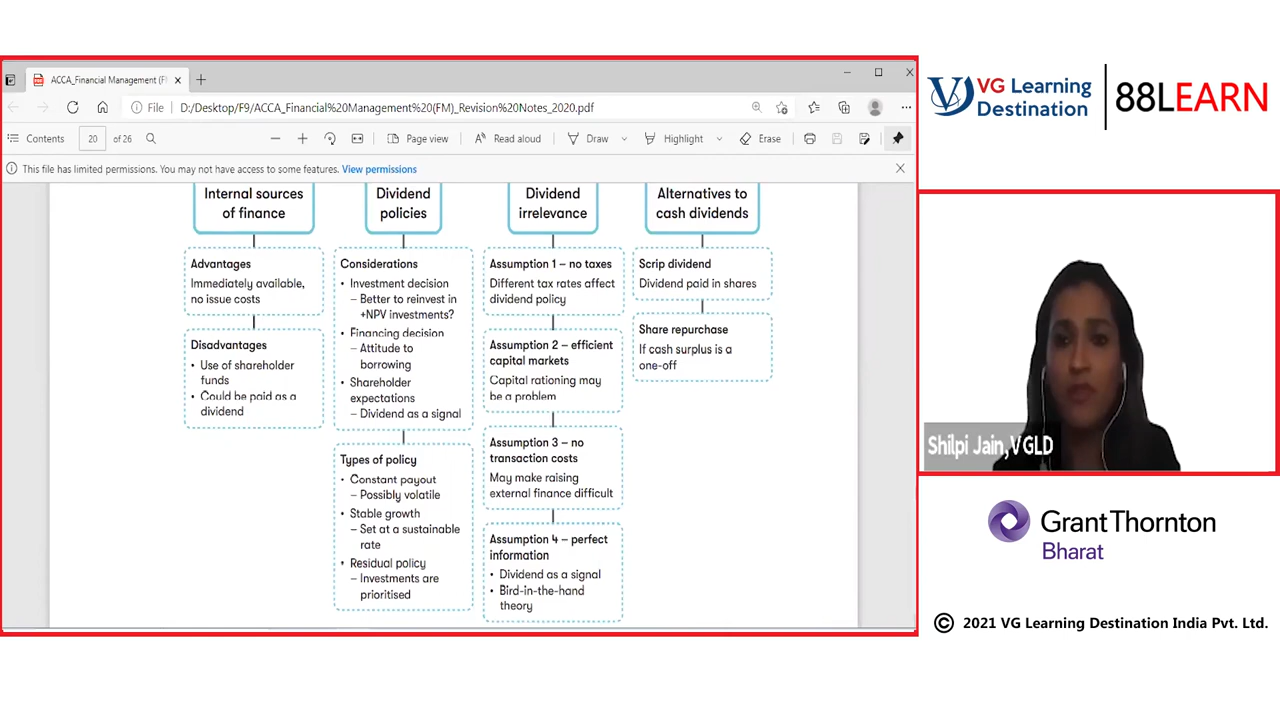 ACCA_Financial Management (F
File
D:/Desktop/F9/ACCA_Financial%20Management%20(FM)_Revision%20Notes_2020.pdf
Contents
20
of 26
Page view
Read aloud
Draw
Highlight
Erase
This file has limited permissions. You may not have access to some features. View permissions
Internal sources
of finance
Advantages
Immediately available,
no issue costs
Disadvantages
• Use of shareholder
funds
• Could be paid as a
dividend
Dividend
policies
Considerations
• Investment decision
– Better to reinvest in
+NPV investments?
• Financing decision
– Attitude to
borrowing
• Shareholder
expectations
– Dividend as a signal
Types of policy
• Constant payout
– Possibly volatile
• Stable growth
– Set at a sustainable
rate
• Residual policy
– Investments are
prioritised
Dividend
irrelevance
Assumption 1 – no taxes
Different tax rates affect
dividend policy
Assumption 2 – efficient
capital markets
Capital rationing may
be a problem
Assumption 3 – no
transaction costs
May make raising
external finance difficult
Assumption 4 – perfect
information
• Dividend as a signal
• Bird-in-the-hand
theory
Alternatives to
cash dividends
Scrip dividend
Dividend paid in shares
Share repurchase
If cash surplus is a
one-off
VG Learning
Destination
88LEARN
Shilpi Jain,VGLD
Grant Thornton
Bharat
© 2021 VG Learning Destination India Pvt. Ltd.